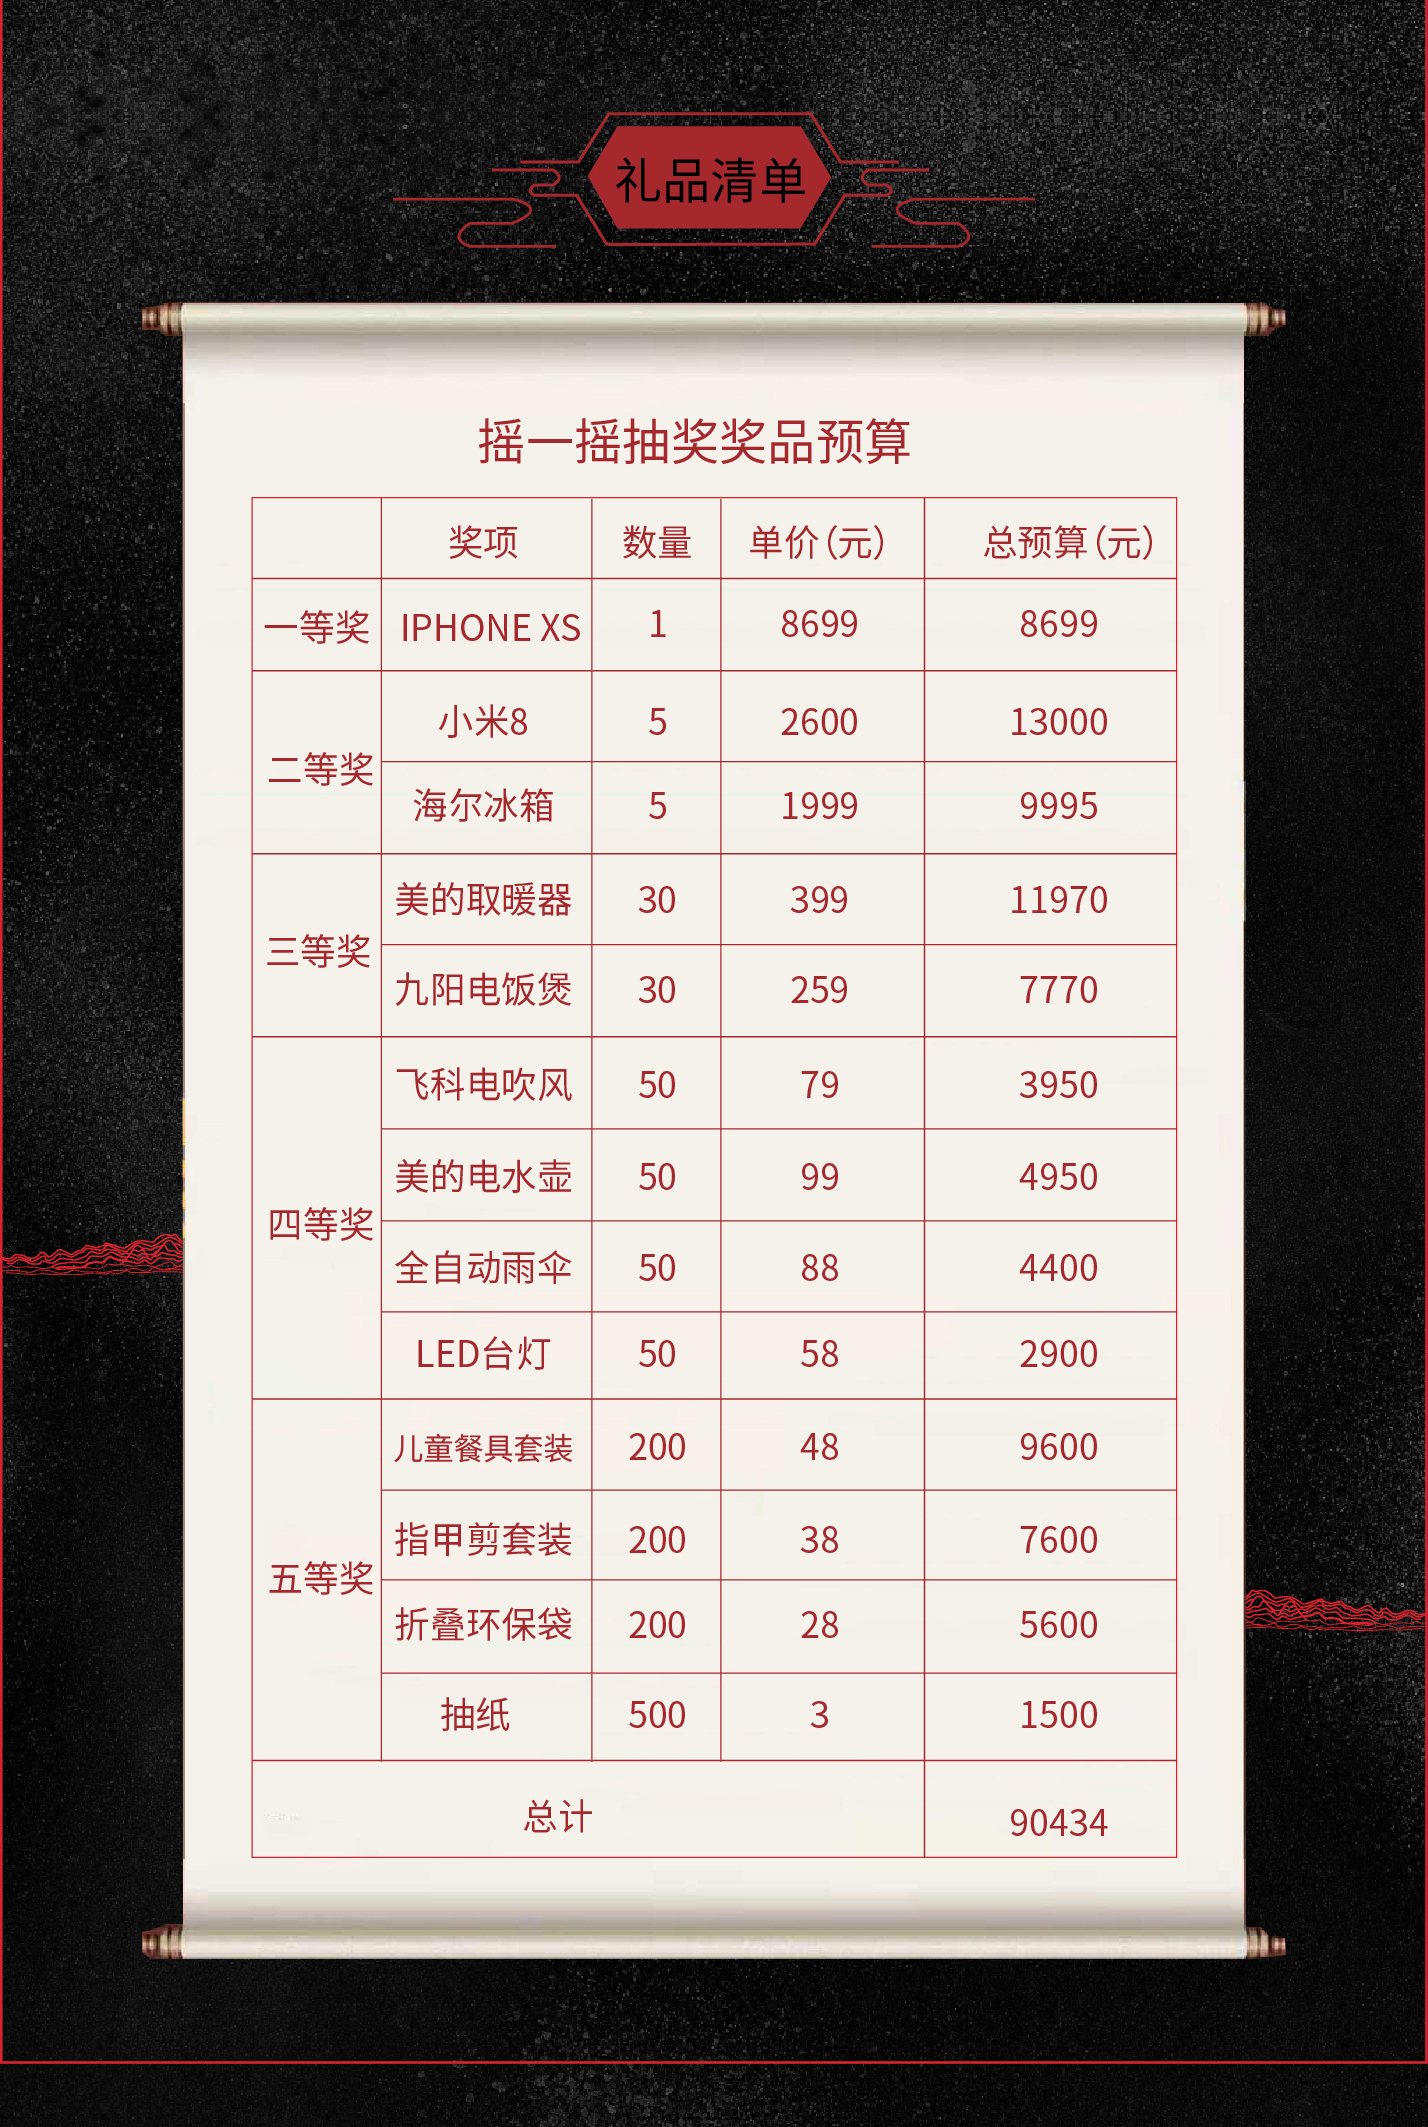 礼品清单
摇一摇抽奖奖品预算
奖项 数量 单价(元) 总预算(元)
一等奖 IPHONE XS 1 8699 8699
二等奖
小米8 5 2600 13000
海尔冰箱 5 1999 9995
三等奖
美的取暖器 30 399 11970
九阳电饭煲 30 259 7770
四等奖
飞科电吹风 50 79 3950
美的电水壶 50 99 4950
全自动雨伞 50 88 4400
LED台灯 50 58 2900
五等奖
儿童餐具套装 200 48 9600
指甲剪套装 200 38 7600
折叠环保袋 200 28 5600
抽纸 500 3 1500
总计 90434